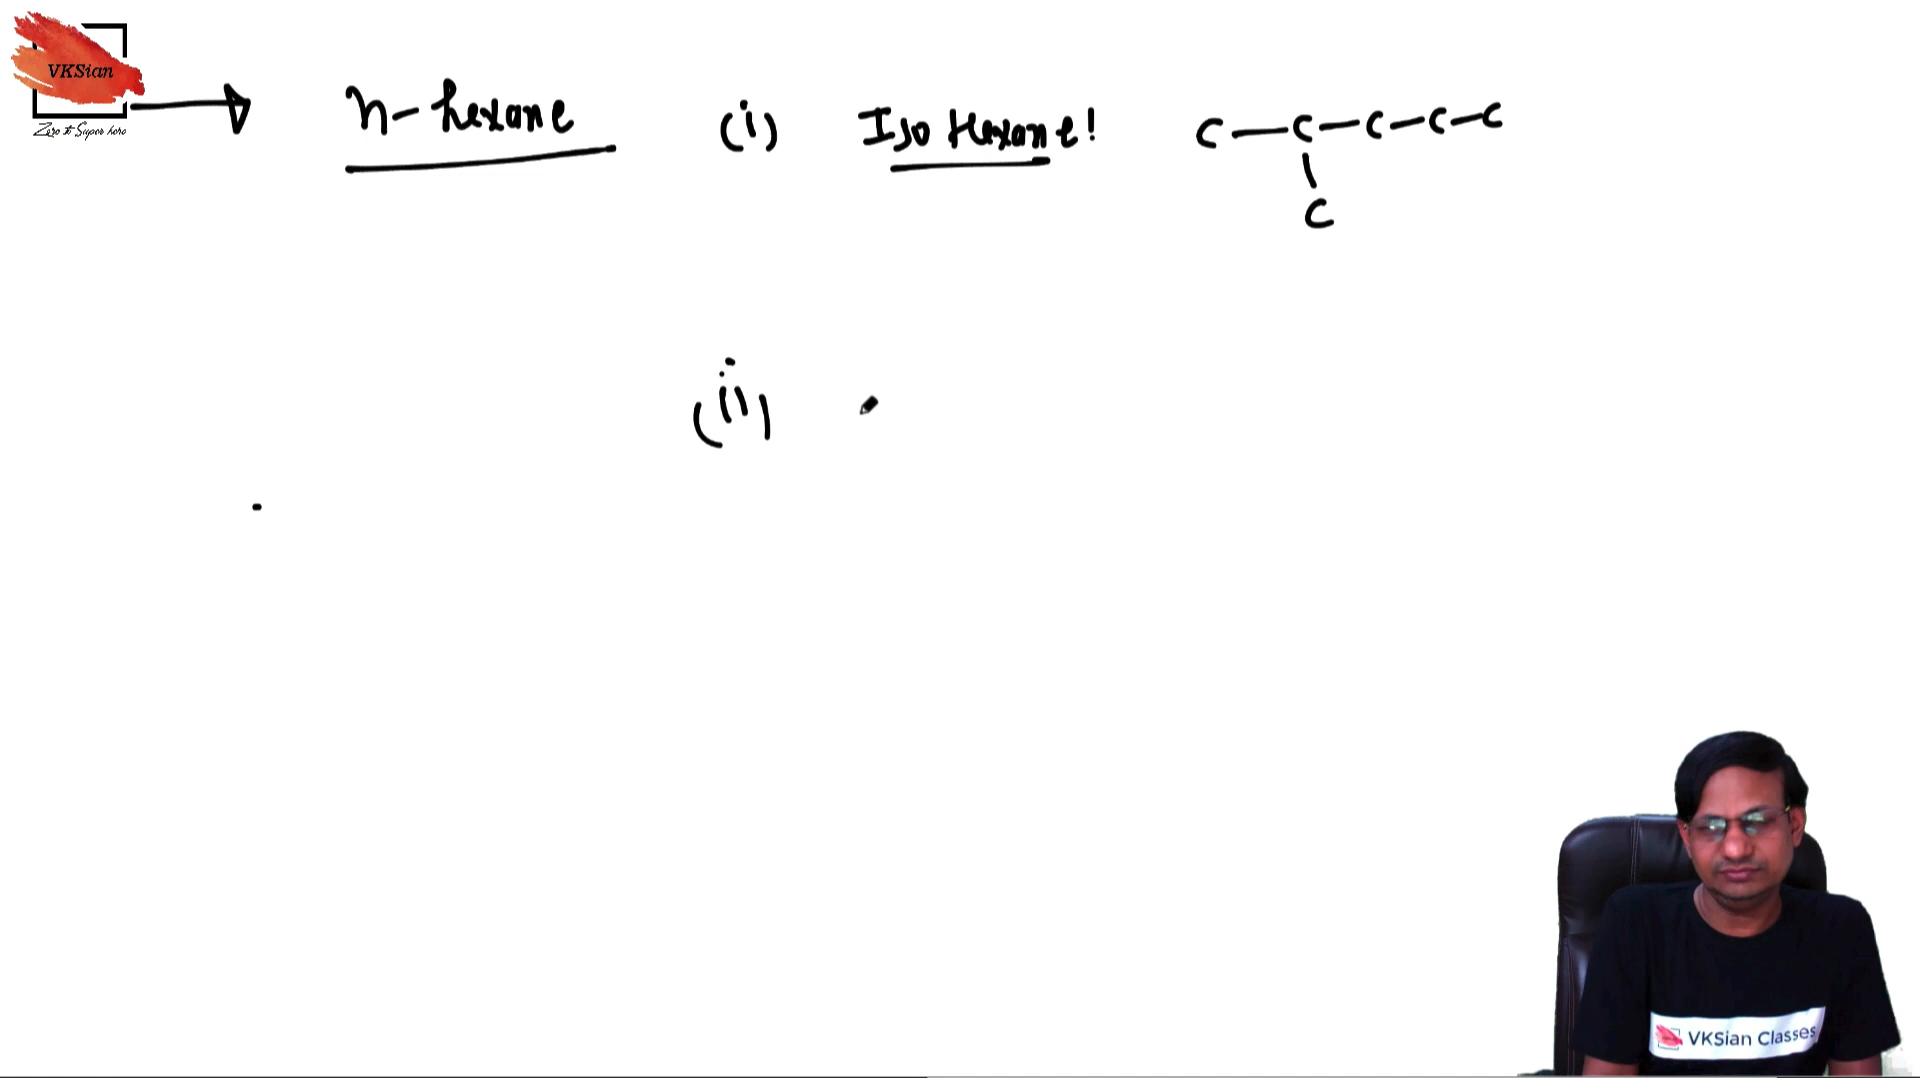 VKSian
Zero to Super hero
n-hexane (i) Iso Hexane! C-C-C-C-C
C
(ii)
VKSian Classes